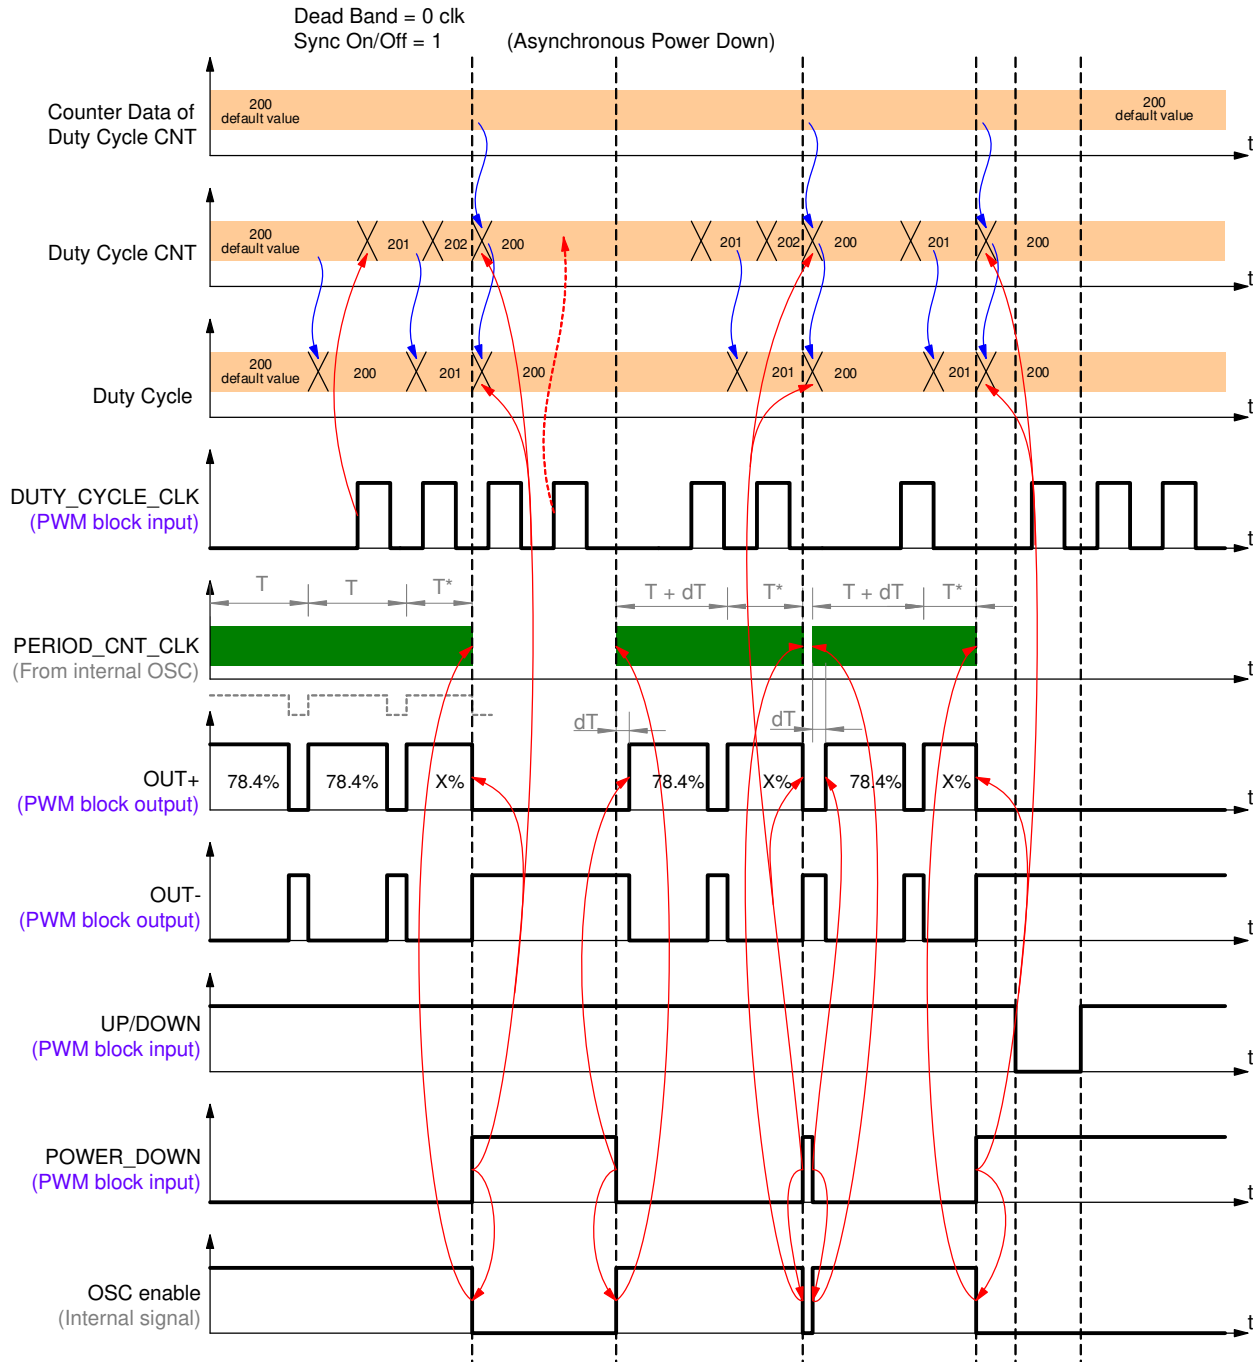 Dead Band = 0 clk
Sync On/Off = 1 (Asynchronous Power Down)
Counter Data of
Duty Cycle CNT
200
default value
200
default value
t
Duty Cycle CNT
200
default value
201
202
200
201
202
200
201
200
t
Duty Cycle
200
default value
200
201
200
201
200
201
200
t
DUTY_CYCLE_CLK
(PWM block input)
t
T
T
T*
T + dT
T*
T + dT
T*
PERIOD_CNT_CLK
(From internal OSC)
t
dT
dT
OUT+
(PWM block output)
78.4%
78.4%
X%
78.4%
X%
78.4%
X%
t
OUT-
(PWM block output)
t
UP/DOWN
(PWM block input)
t
POWER_DOWN
(PWM block input)
t
OSC enable
(Internal signal)
t